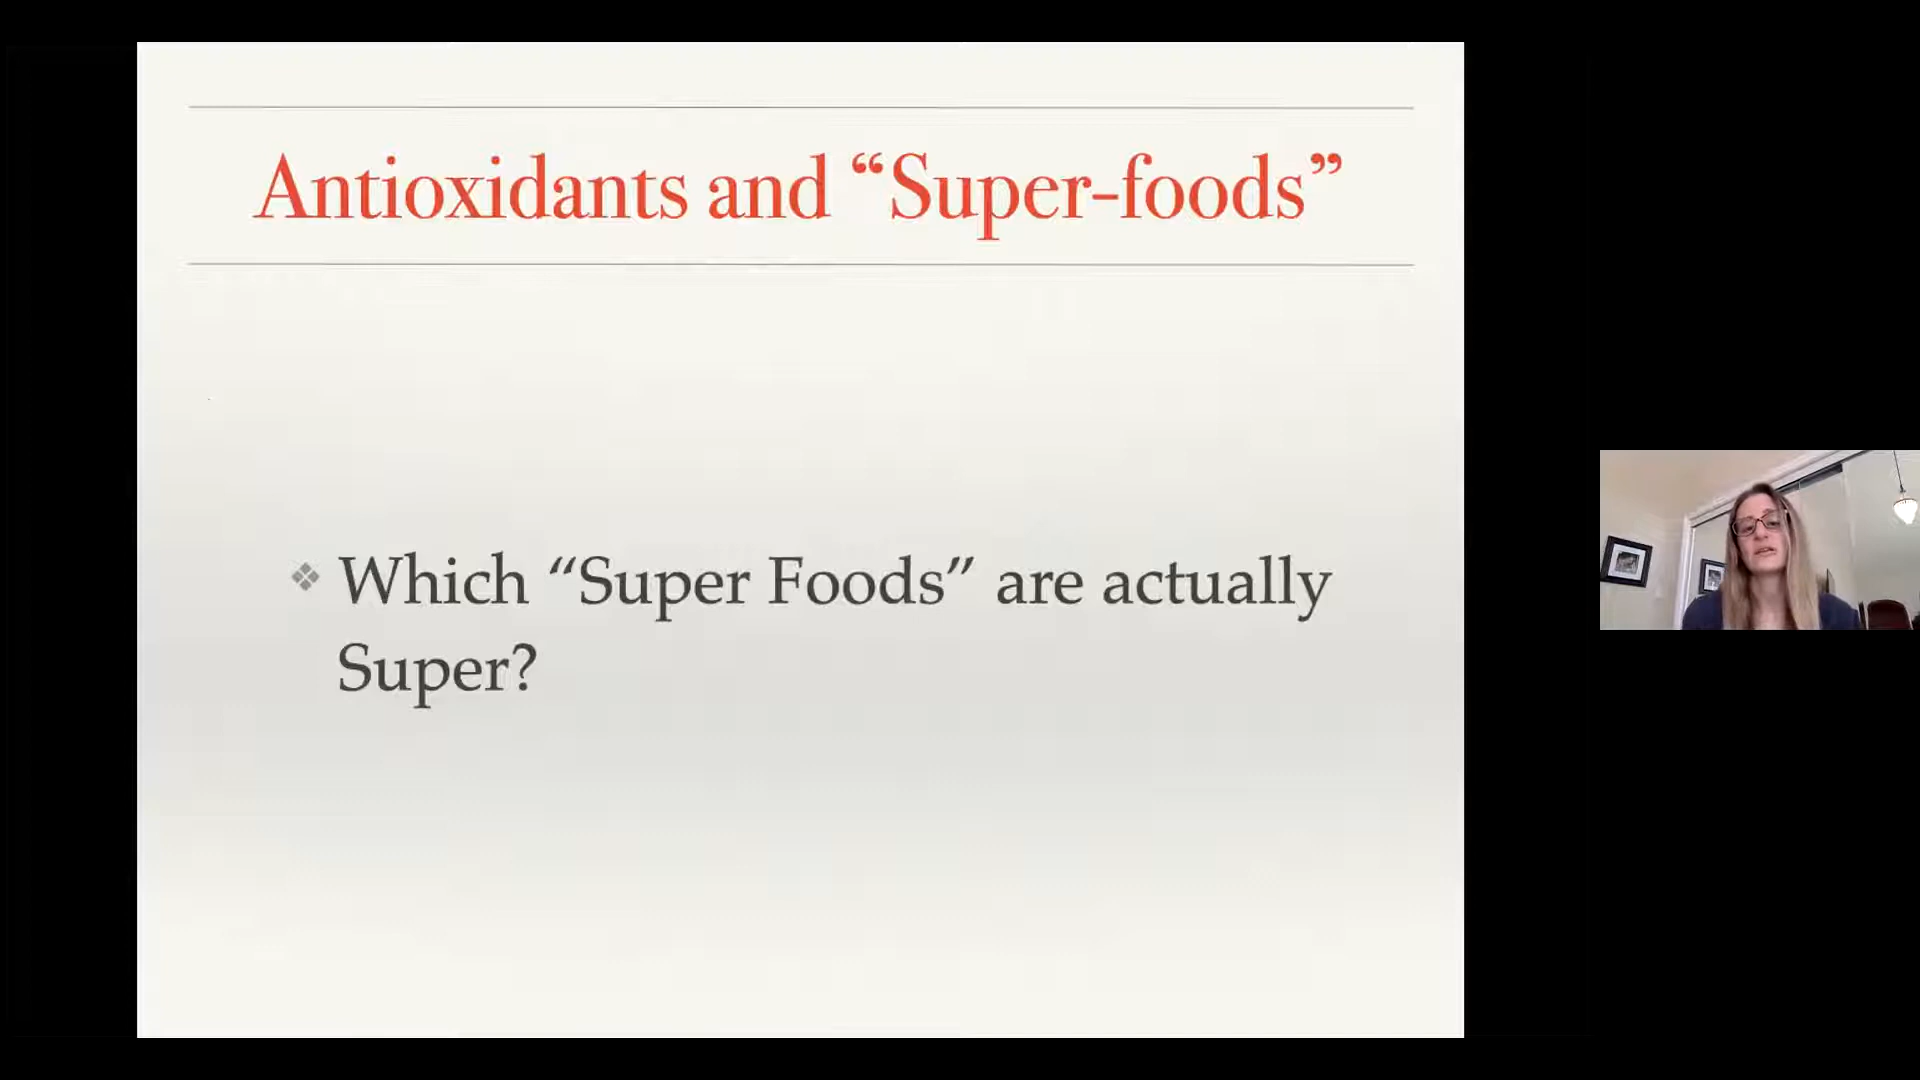 Antioxidants and “Super-foods”
Which “Super Foods” are actually
Super?